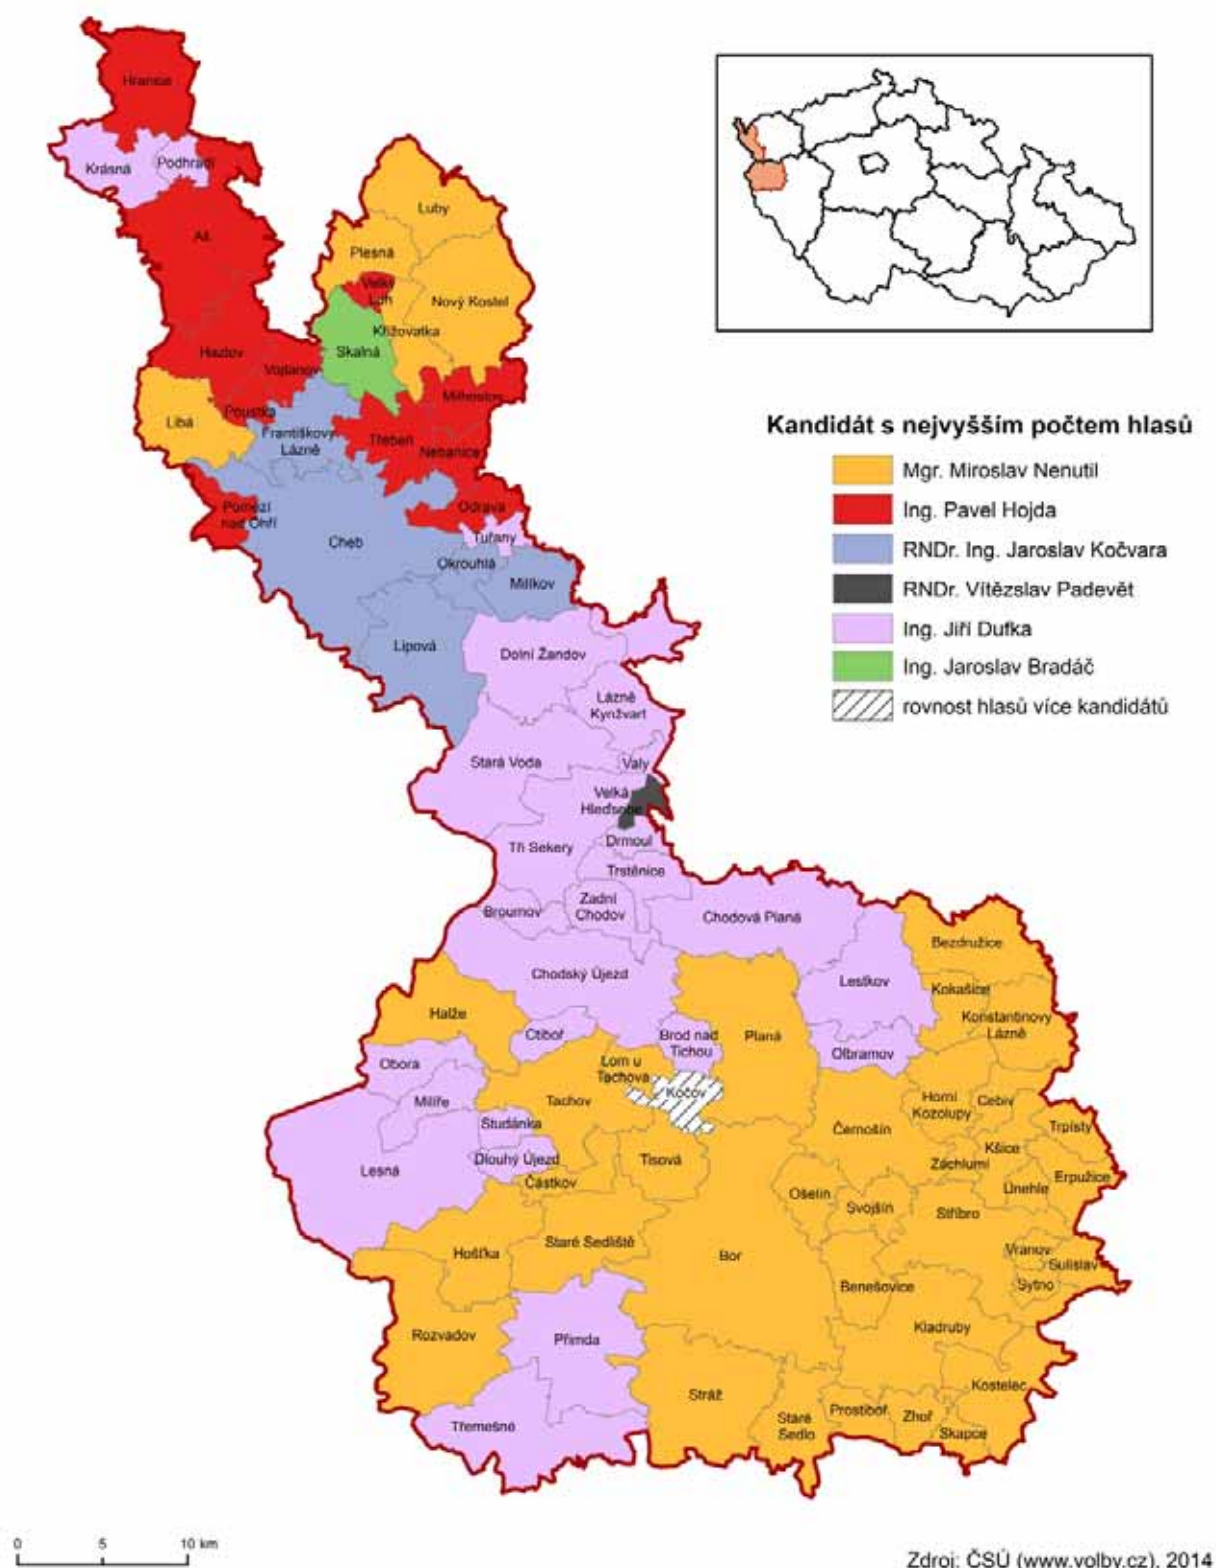 Hranice
Krásná
Podhradí
Aš
Luby
Plesná
Velký
Luh
Nový Kostel
Křižovatka
Skalná
Hazlov
Vojtanov
Milhostov
Poustka
Libá
Františkovy
Lázně
Třebeň
Nebanice
Pomezí
nad Ohří
Odrava
Cheb
Tuřany
Okrouhlá
Milíkov
Lipová
Dolní Žandov
Lázně
Kynžvart
Stará Voda
Valy
Velká
Hleďsebe
Drmoul
Tři Sekery
Trstěnice
Zadní
Chodov
Broumov
Chodová Planá
Bezdružice
Chodský Újezd
Lestkov
Kokašice
Konstantinovy
Lázně
Halže
Ctiboř
Brod nad
Tichou
Planá
Olbramov
Obora
Lom u
Tachova
Kočov
Milíře
Tachov
Horní
Kozolupy
Cebiv
Studánka
Černošín
Trpísty
Kšice
Dlouhý Újezd
Tisová
Záchlumí
Lesná
Částkov
Erpužice
Únehle
Ošelín
Svojšín
Stříbro
Staré Sedliště
Hošťka
Bor
Vranov
Sulislav
Sytno
Benešovice
Rozvadov
Přimda
Kladruby
Stráž
Kostelec
Třemešné
Staré
Sedlo
Prostiboř
Zhoř
Skapce
Kandidát s nejvyšším počtem hlasů
Mgr. Miroslav Nenutil
Ing. Pavel Hojda
RNDr. Ing. Jaroslav Kočvara
RNDr. Vítězslav Padevět
Ing. Jiří Dufka
Ing. Jaroslav Bradáč
rovnost hlasů více kandidátů
0 5 10 km
Zdroj: ČSÚ (www.volby.cz), 2014